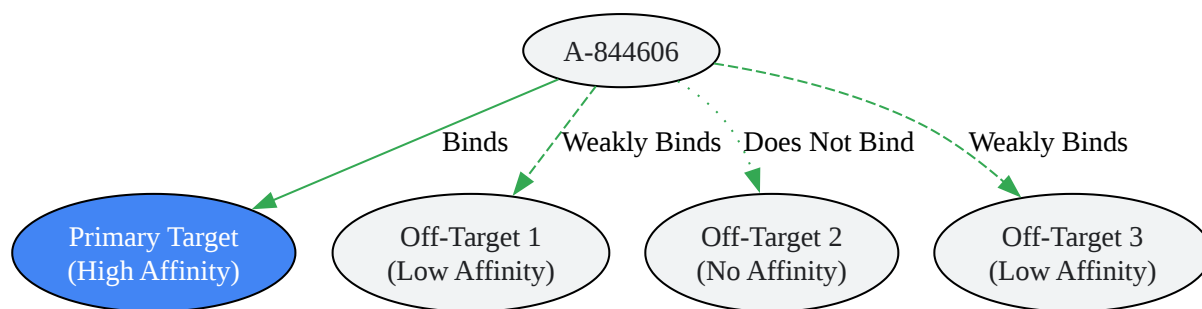 A-844606
Binds
Weakly Binds
Does Not Bind
Weakly Binds
Primary Target
(High Affinity)
Off-Target 1
(Low Affinity)
Off-Target 2
(No Affinity)
Off-Target 3
(Low Affinity)